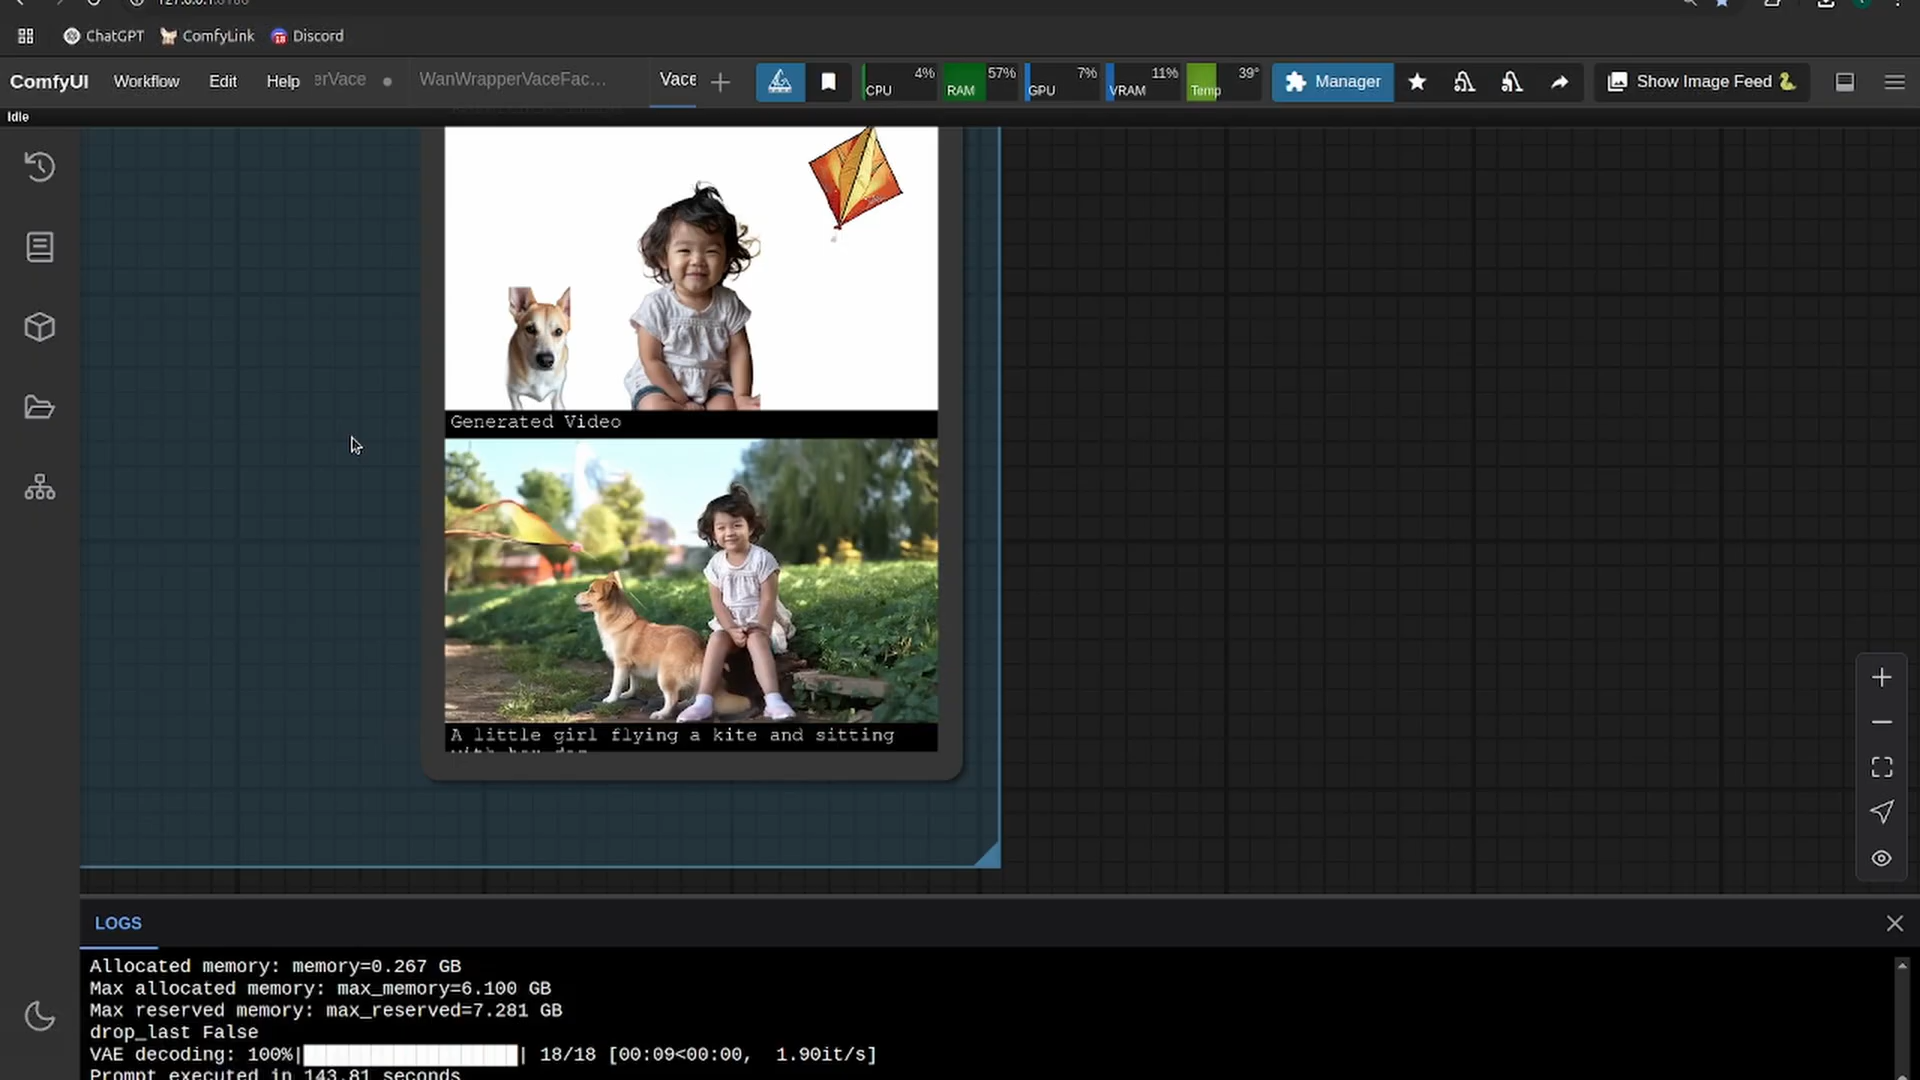 ChatGPT ComfyLink Discord
ComfyUI Workflow Edit Help erVace WanWrapperVaceFac... Vace CPU 4% RAM 57% GPU 7% VRAM 11% Temp 39° Manager Show Image Feed
Idle
Generated Video
A little girl flying a kite and sitting
with her dog
LOGS
Allocated memory: memory=0.267 GB
Max allocated memory: max_memory=6.100 GB
Max reserved memory: max_reserved=7.281 GB
drop_last False
VAE decoding: 100%| | 18/18 [00:09<00:00, 1.90it/s]
Prompt executed in 143.81 seconds